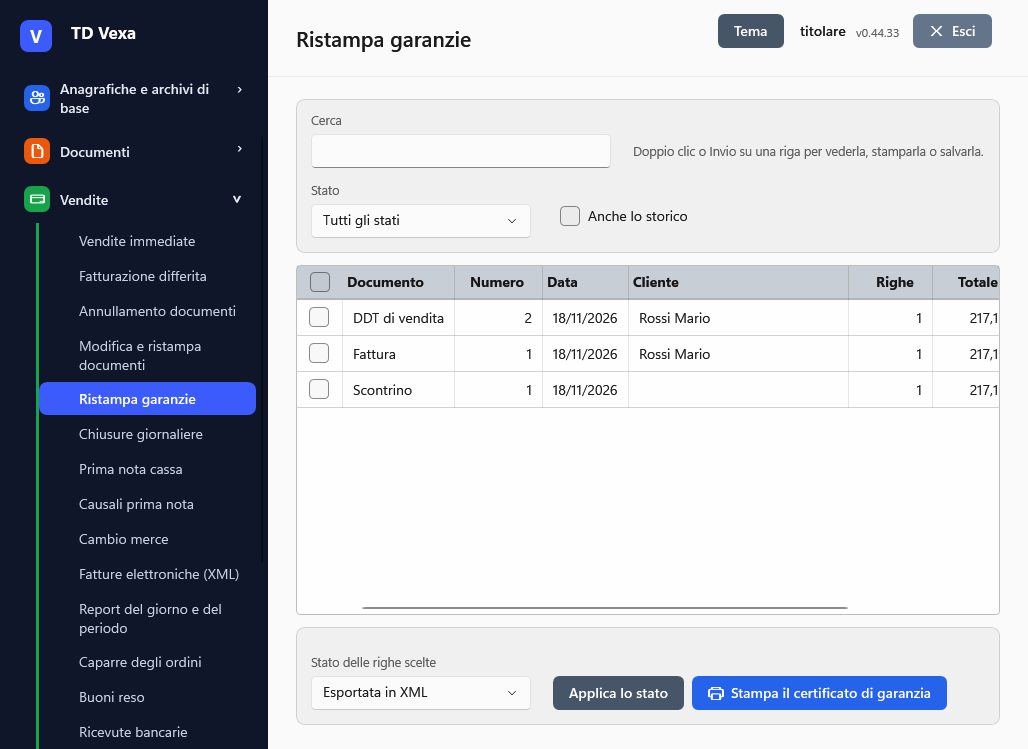 V TD Vexa
Anagrafiche e archivi di
base
Documenti
Vendite
Vendite immediate
Fatturazione differita
Annullamento documenti
Modifica e ristampa
documenti
Ristampa garanzie
Chiusure giornaliere
Prima nota cassa
Causali prima nota
Cambio merce
Fatture elettroniche (XML)
Report del giorno e del
periodo
Caparre degli ordini
Buoni reso
Ricevute bancarie
Ristampa garanzie
Tema titolare v0.44.33 Esci
Cerca
Doppio clic o Invio su una riga per vederla, stamparla o salvarla.
Stato
Tutti gli stati Anche lo storico
Documento Numero Data Cliente Righe Totale
DDT di vendita 2 18/11/2026 Rossi Mario 1 217,1
Fattura 1 18/11/2026 Rossi Mario 1 217,1
Scontrino 1 18/11/2026 1 217,1
Stato delle righe scelte
Esportata in XML Applica lo stato Stampa il certificato di garanzia